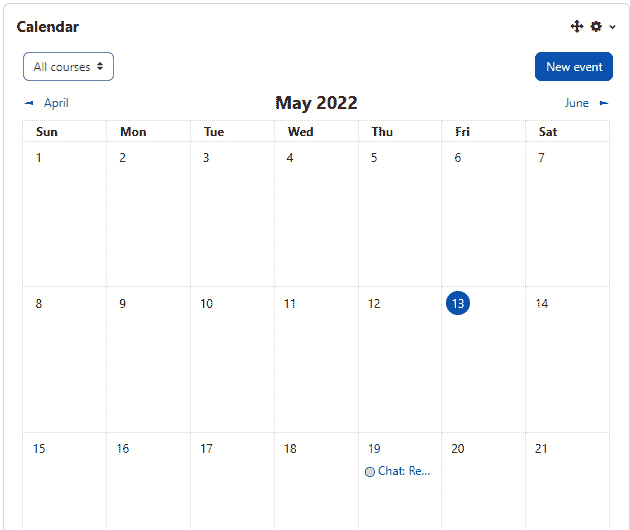 Calendar
All courses
New event
April
May 2022
June
Sun Mon Tue Wed Thu Fri Sat
1 2 3 4 5 6 7
8 9 10 11 12 13 14
15 16 17 18 19 20 21
Chat: Re...